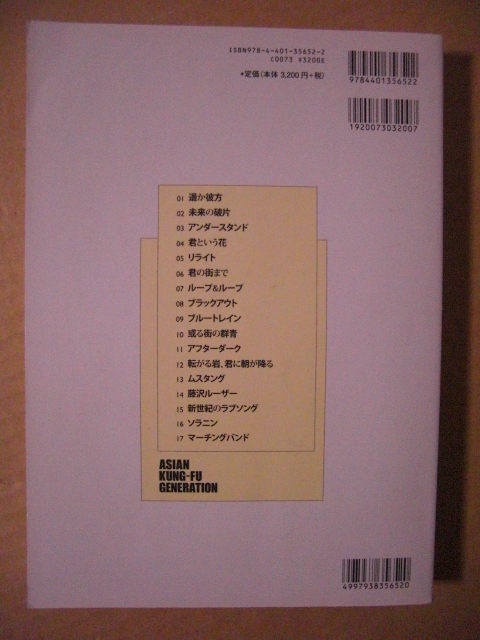 ISBN978-4-401-35652-2
C0073 ¥3200E
*定価(本体 3,200 円+税)
9784401356522
1920073032007
01 遥か彼方
02 未来の破片
03 アンダースタンド
04 君という花
05 リライト
06 君の街まで
07 ループ&ループ
08 ブラックアウト
09 ブルートレイン
10 或る街の群青
11 アフターダーク
12 転がる岩、君に朝が降る
13 ムスタング
14 藤沢ルーザー
15 新世紀のラブソング
16 ソラニン
17 マーチングバンド
ASIAN
KUNG-FU
GENERATION
4997938356520